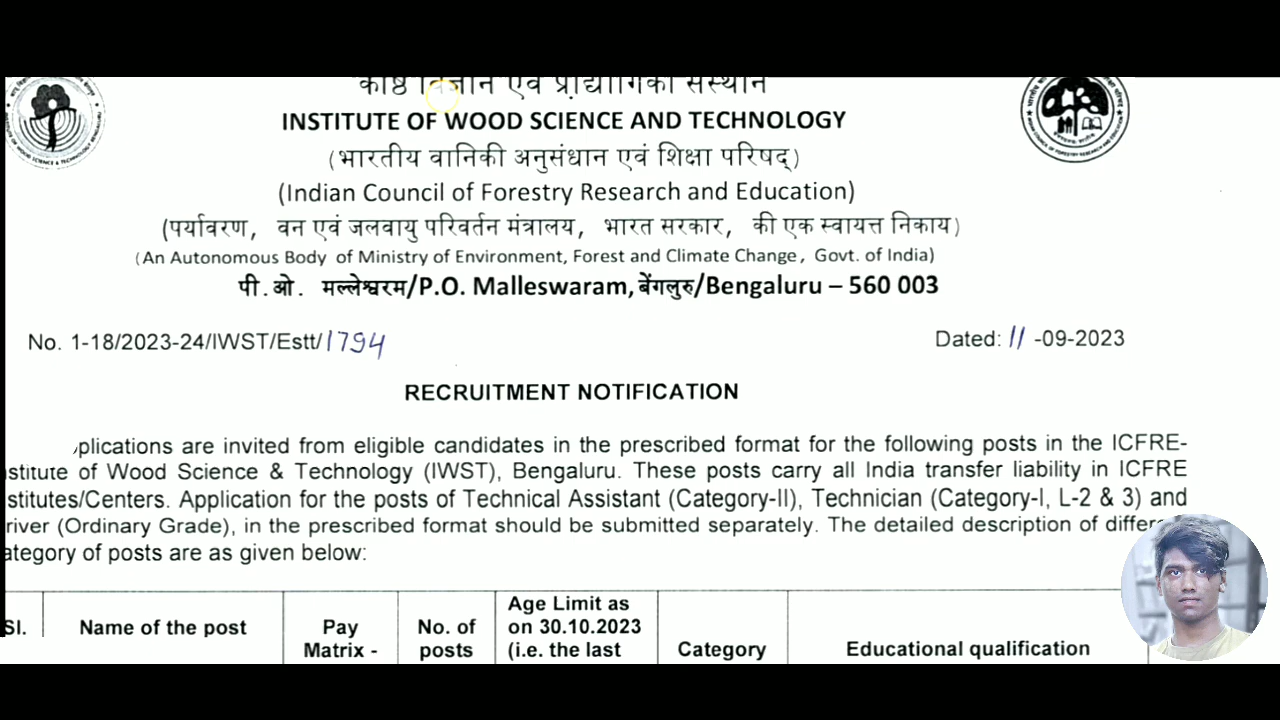 काष्ठ विज्ञान एवं प्रौद्योगिकी संस्थान
INSTITUTE OF WOOD SCIENCE AND TECHNOLOGY
(भारतीय वानिकी अनुसंधान एवं शिक्षा परिषद्)
(Indian Council of Forestry Research and Education)
(पर्यावरण, वन एवं जलवायु परिवर्तन मंत्रालय, भारत सरकार, की एक स्वायत्त निकाय)
(An Autonomous Body of Ministry of Environment, Forest and Climate Change, Govt. of India)
पी.ओ. मल्लेश्वरम/P.O. Malleswaram, बेंगलुरु/Bengaluru – 560 003
No. 1-18/2023-24/IWST/Estt/1794 Dated: 11 -09-2023
RECRUITMENT NOTIFICATION
plications are invited from eligible candidates in the prescribed format for the following posts in the ICFRE-
stitute of Wood Science & Technology (IWST), Bengaluru. These posts carry all India transfer liability in ICFRE
stitutes/Centers. Application for the posts of Technical Assistant (Category-II), Technician (Category-I, L-2 & 3) and
river (Ordinary Grade), in the prescribed format should be submitted separately. The detailed description of differe
ategory of posts are as given below:
Sl. Name of the post Pay Matrix - No. of posts Age Limit as on 30.10.2023 (i.e. the last Category Educational qualification